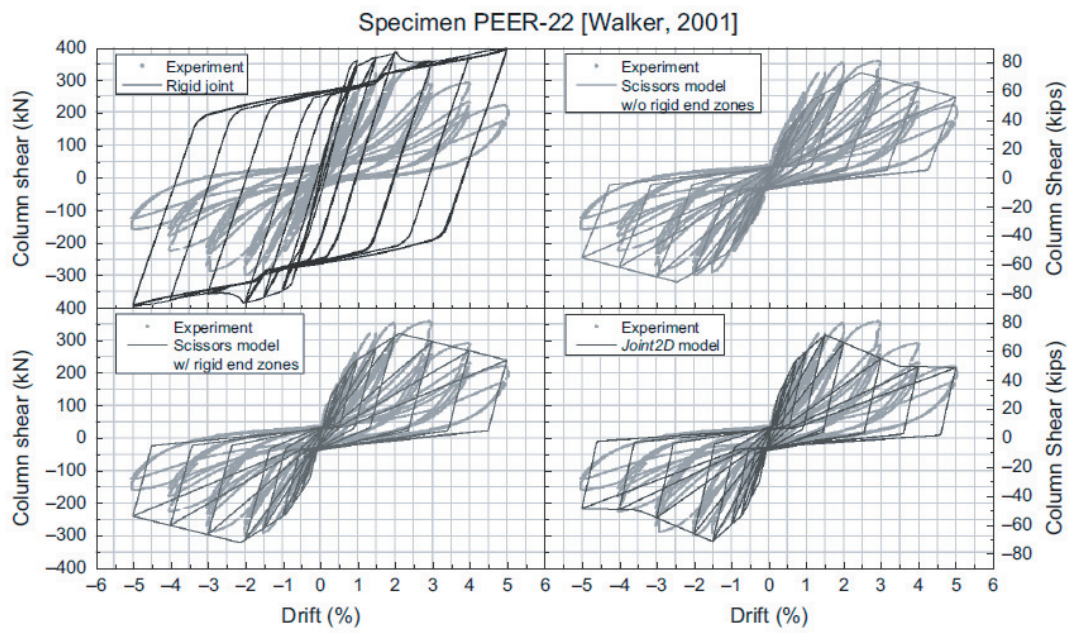 Specimen PEER-22 [Walker, 2001]
Column shear (kN)
400
300
200
100
0
−100
−200
−300
400
Experiment
Rigid joint
Experiment
Scissors model
w/o rigid end zones
80
60
40
20
0
−20
−40
−60
−80
Column Shear (kips)
Column shear (kN)
300
200
100
0
−100
−200
−300
400
Experiment
Scissors model
w/ rigid end zones
Experiment
Joint2D model
80
60
40
20
0
−20
−40
−60
−80
Column Shear (kips)
−6 −5 −4 −3 −2 −1 0 1 2 3 4 5 6
−5 −4 −3 −2 −1 0 1 2 3 4 5 6
Drift (%)
Drift (%)